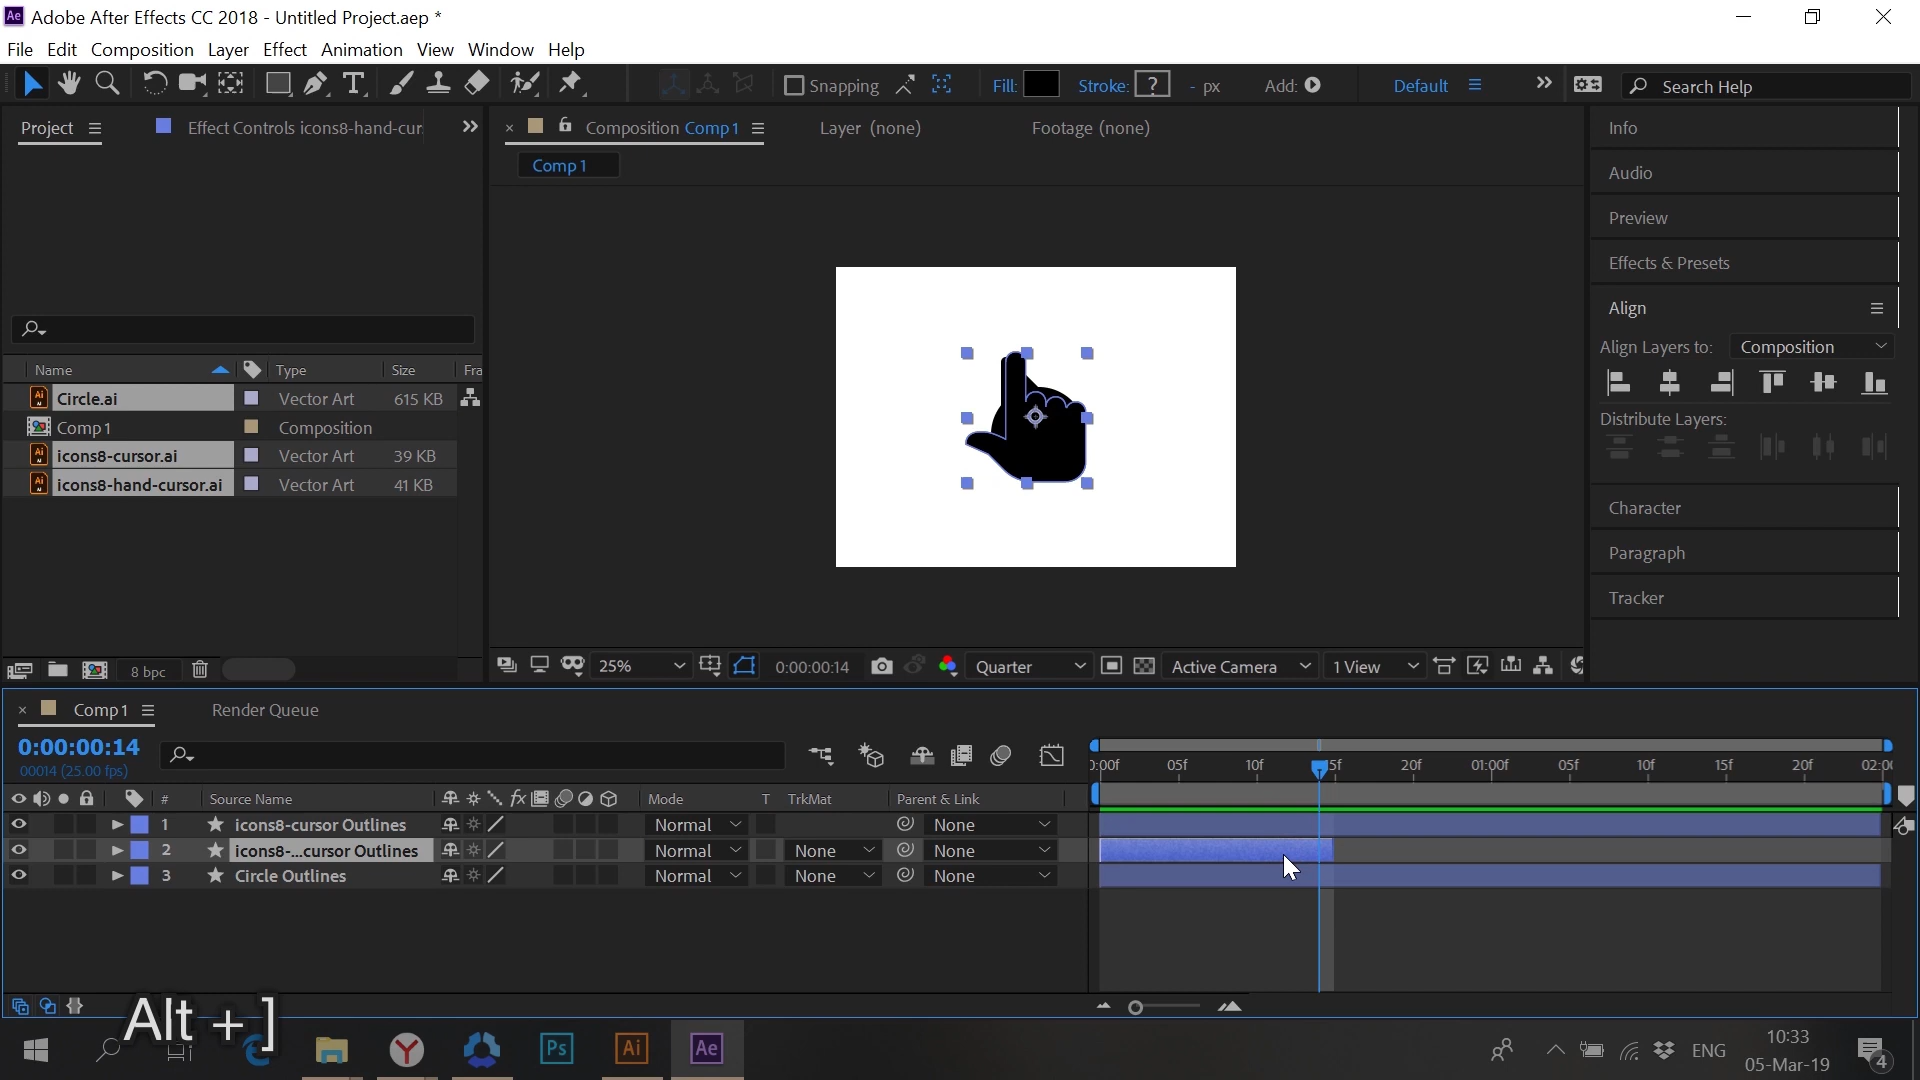 Ae Adobe After Effects CC 2018 - Untitled Project.aep *
File Edit Composition Layer Effect Animation View Window Help
Snapping Fill: Stroke: ? - px Add: Default Search Help
Project Effect Controls icons8-hand-cur
Composition Comp 1 Layer (none) Footage (none)
Comp 1
Info
Audio
Preview
Effects & Presets
Align
Align Layers to: Composition
Distribute Layers:
Character
Paragraph
Tracker
Name Type Size Fra
Circle.ai Vector Art 615 KB
Comp 1 Composition
icons8-cursor.ai Vector Art 39 KB
icons8-hand-cursor.ai Vector Art 41 KB
8 bpc
25% 0:00:00:14 Quarter Active Camera 1 View
Comp 1 Render Queue
0:00:00:14
00014 (25.00 fps)
0:00f 05f 10f 5f 20f 01:00f 05f 10f 15f 20f 02:0
# Source Name fx Mode T TrkMat Parent & Link
1 icons8-cursor Outlines Normal None
2 icons8-...cursor Outlines Normal None None
3 Circle Outlines Normal None None
Alt + ]
Ps Ai Ae
ENG
10:33
05-Mar-19
4